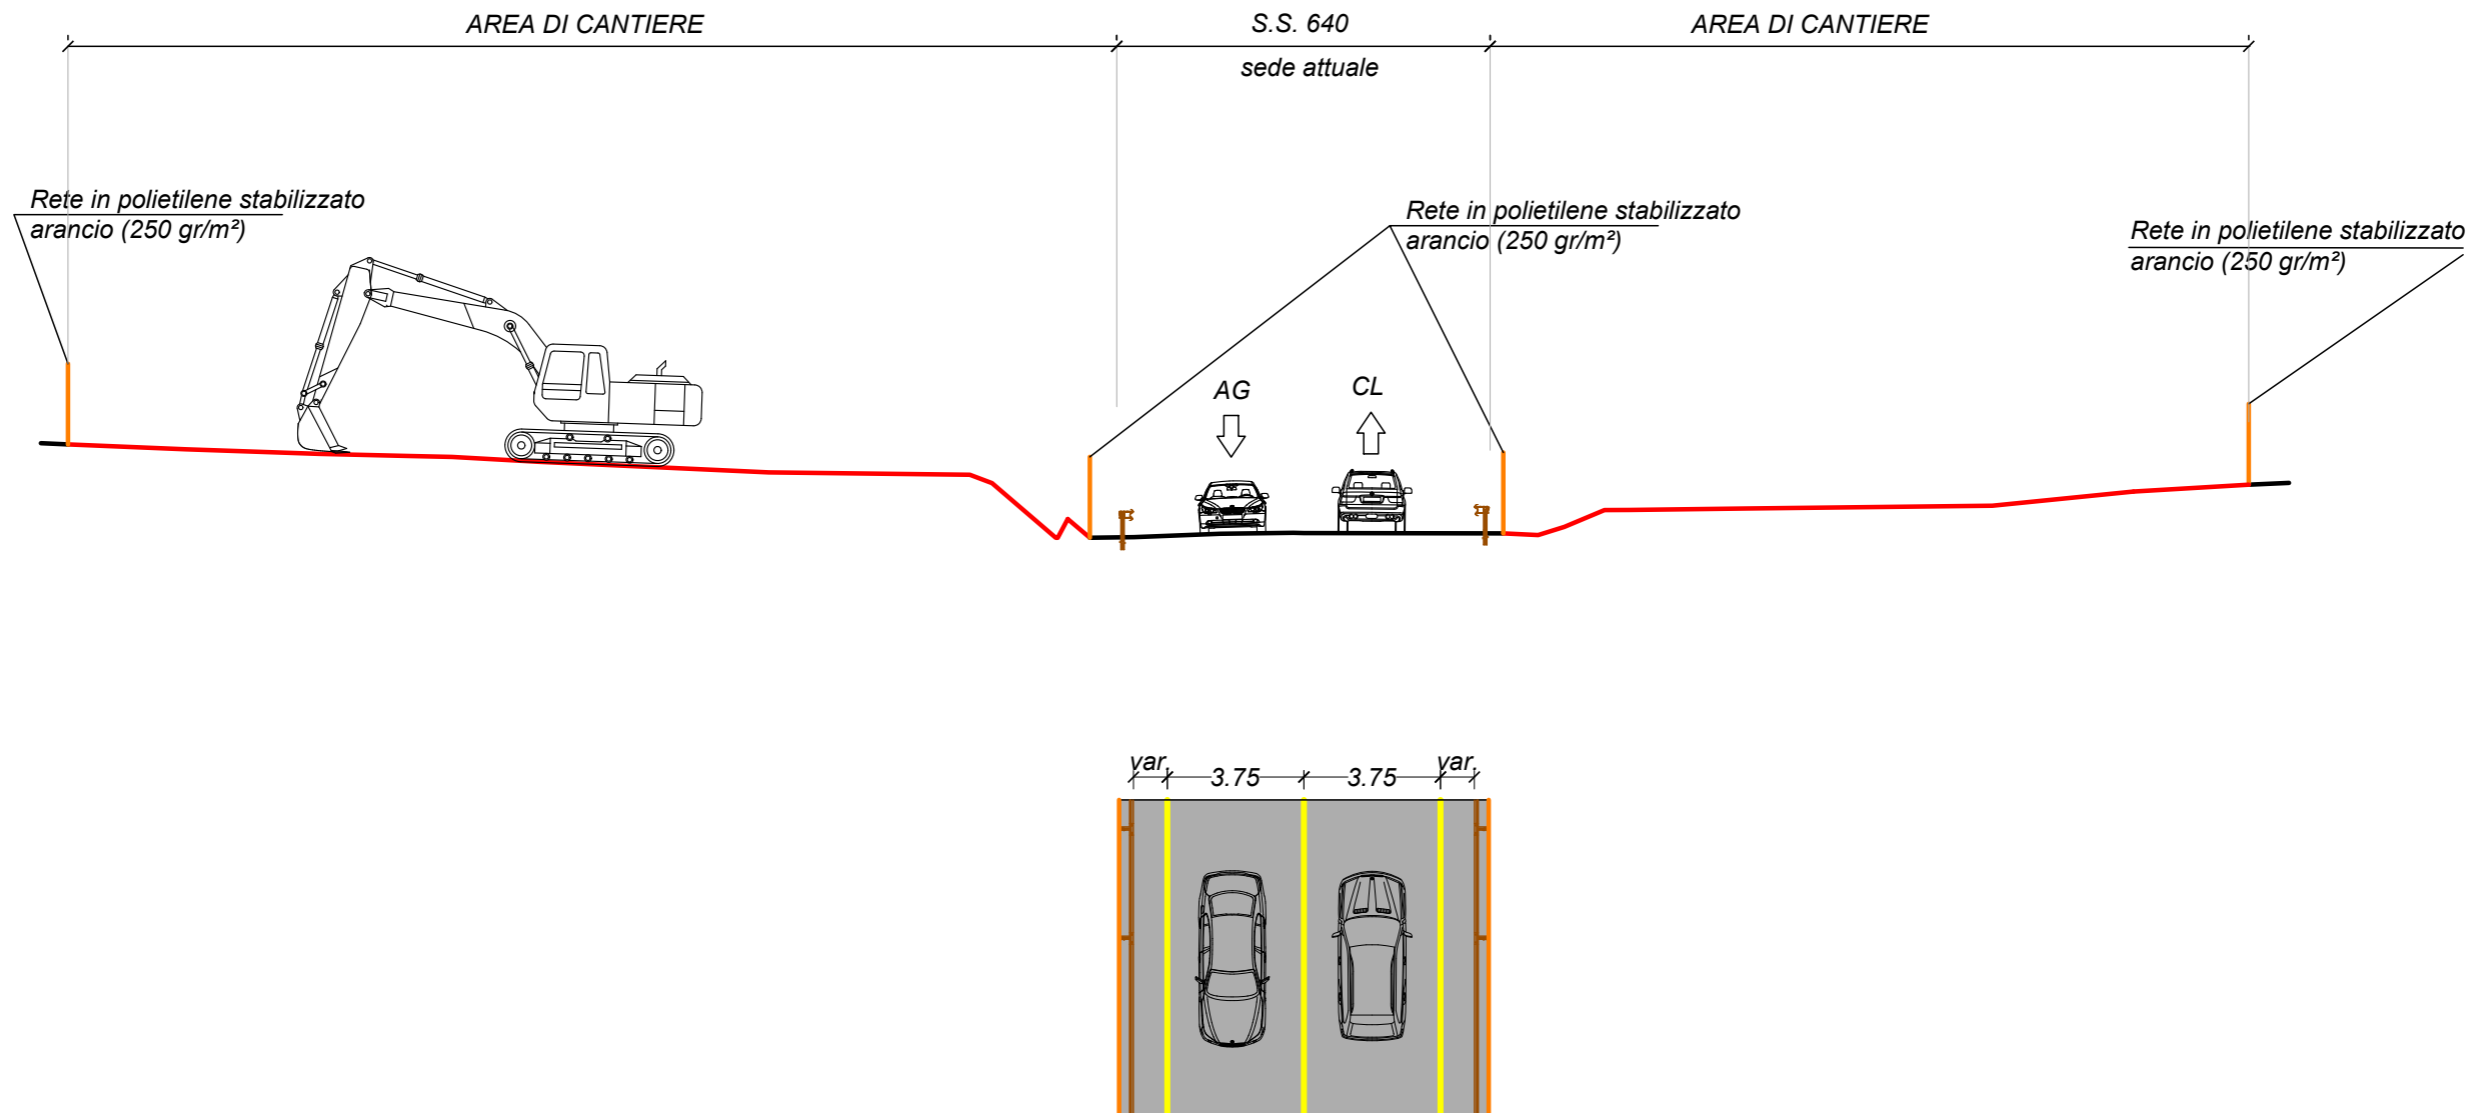 AREA DI CANTIERE
S.S. 640
AREA DI CANTIERE
sede attuale
Rete in polietilene stabilizzato
arancio (250 gr/m²)
Rete in polietilene stabilizzato
arancio (250 gr/m²)
Rete in polietilene stabilizzato
arancio (250 gr/m²)
AG
CL
var.
3.75
3.75
var.